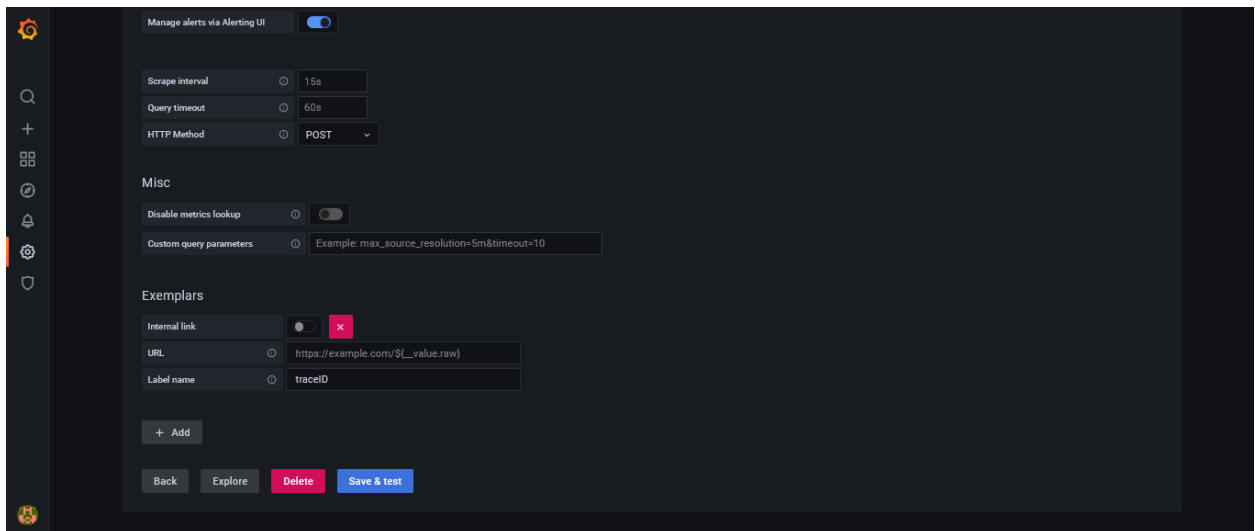 Manage alerts via Alerting UI
Scrape interval 15s
Query timeout 60s
HTTP Method POST
Misc
Disable metrics lookup
Custom query parameters Example: max_source_resolution=5m&timeout=10
Exemplars
Internal link
URL https://example.com/${__value.raw}
Label name traceID
+ Add
Back Explore Delete Save & test